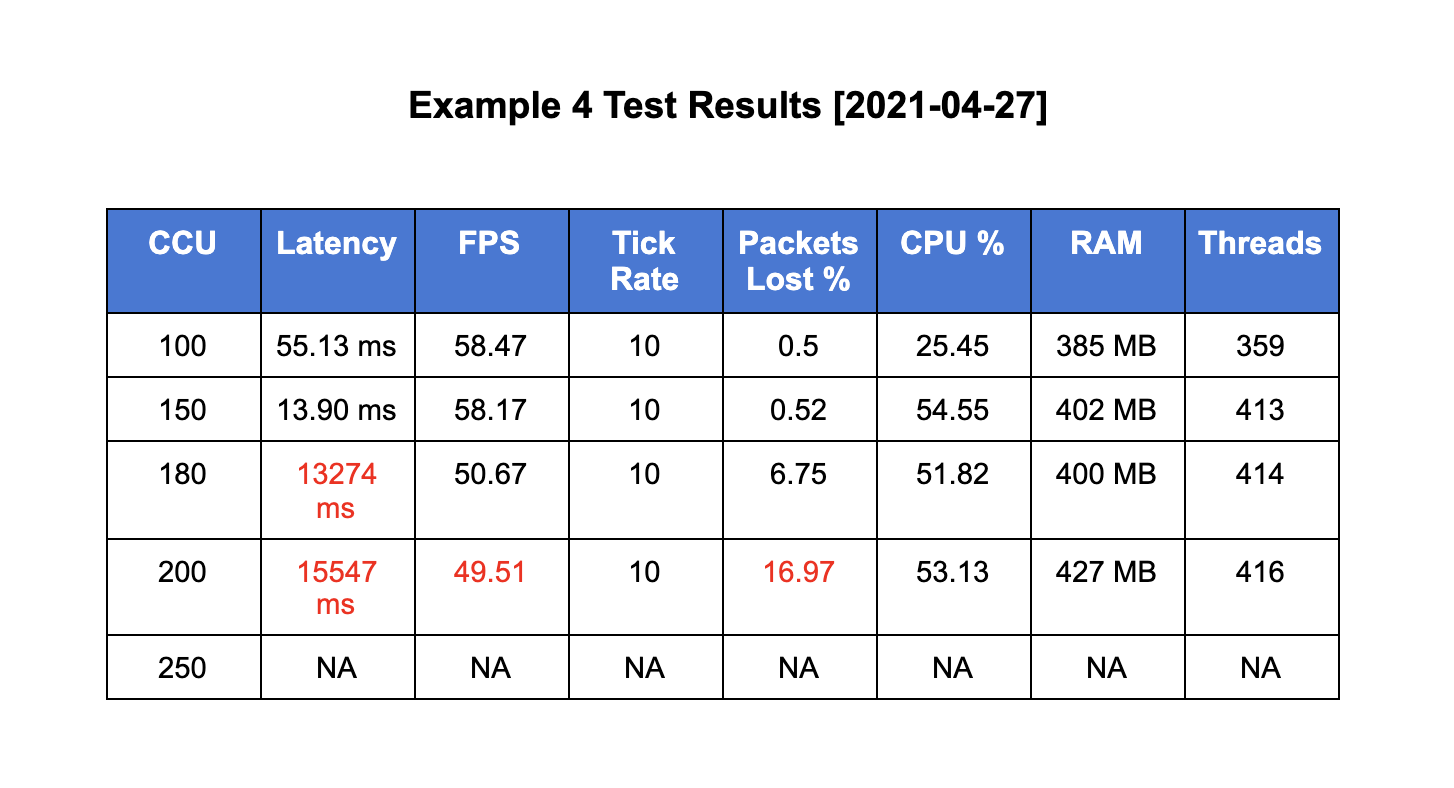 Example 4 Test Results [2021-04-27]
CCU Latency FPS Tick Rate Packets Lost % CPU % RAM Threads
100 55.13 ms 58.47 10 0.5 25.45 385 MB 359
150 13.90 ms 58.17 10 0.52 54.55 402 MB 413
180 13274 ms 50.67 10 6.75 51.82 400 MB 414
200 15547 ms 49.51 10 16.97 53.13 427 MB 416
250 NA NA NA NA NA NA NA